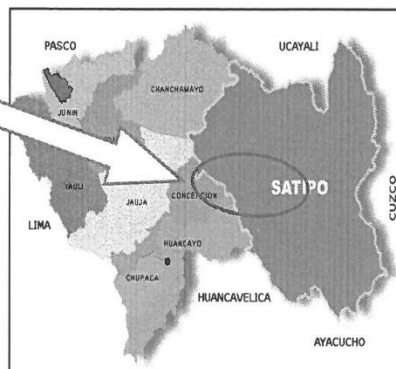 PASCO
UCAYALI
CHANCHAMAYO
JUNIN
SATIPO
YAULI
CONCEPCION
CUZCO
JAUJA
LIMA
HUANCAYO
CHUPACA
HUANCAVELICA
AYACUCHO